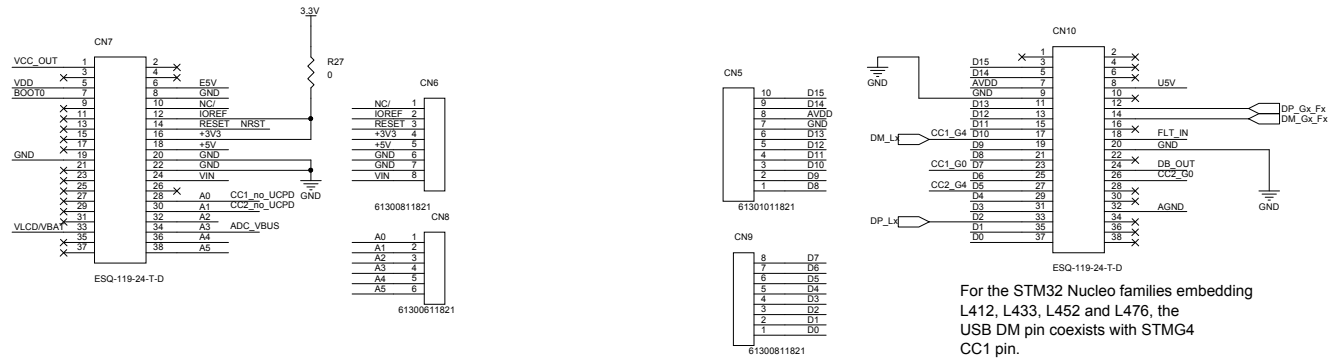 3.3V
R27
0
CN7
VCC_OUT 1 2
3 4
VDD 5 6 E5V
BOOT0 7 8 GND
9 10 NC/
11 12 IOREF
13 14 RESET NRST
15 16 +3V3
17 18 +5V
GND 19 20 GND
21 22 GND
23 24 VIN
25 26
27 28 A0 CC1_no_UCPD
29 30 A1 CC2_no_UCPD
31 32 A2
VLCD/VBAT 33 34 A3 ADC_VBUS
35 36 A4
37 38 A5
ESQ-119-24-T-D
GND
CN6
NC/ 1
IOREF 2
RESET 3
+3V3 4
+5V 5
GND 6
GND 7
VIN 8
61300811821
CN8
A0 1
A1 2
A2 3
A3 4
A4 5
A5 6
61300611821
CN5
10 D15
9 D14
8 AVDD
7 GND
6 D13
5 D12
4 D11
3 D10
2 D9
1 D8
61301011821
CN9
8 D7
7 D6
6 D5
5 D4
4 D3
3 D2
2 D1
1 D0
61300811821
CN10
1 2
D15 3 4
D14 5 6
AVDD 7 8 U5V
GND 9 10
D13 11 12 DP_Gx_Fx
D12 13 14 DM_Gx_Fx
D11 15 16
DM_Lx CC1_G4 D10 17 18 FLT_IN
D9 19 20 GND
D8 21 22
CC1_G0 D7 23 24 DB_OUT
D6 25 26 CC2_G0
CC2_G4 D5 27 28
D4 29 30
D3 31 32 AGND
DP_Lx D2 33 34
D1 35 36
D0 37 38
ESQ-119-24-T-D
GND
GND
For the STM32 Nucleo families embedding
L412, L433, L452 and L476, the
USB DM pin coexists with STMG4
CC1 pin.